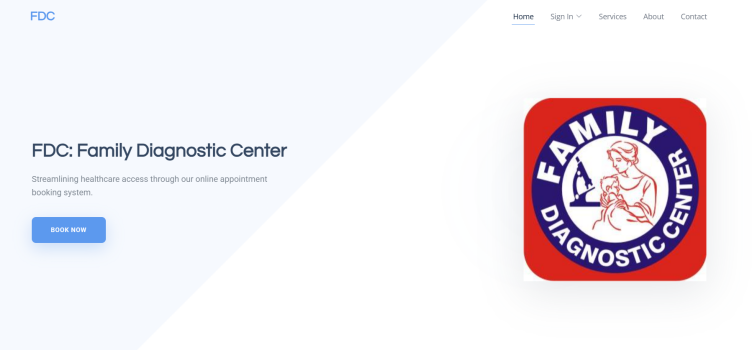 FDC
Home
Sign In
Services
About
Contact
FDC: Family Diagnostic Center
Streamlining healthcare access through our online appointment
booking system.
BOOK NOW
FAMILY
DIAGNOSTIC CENTER